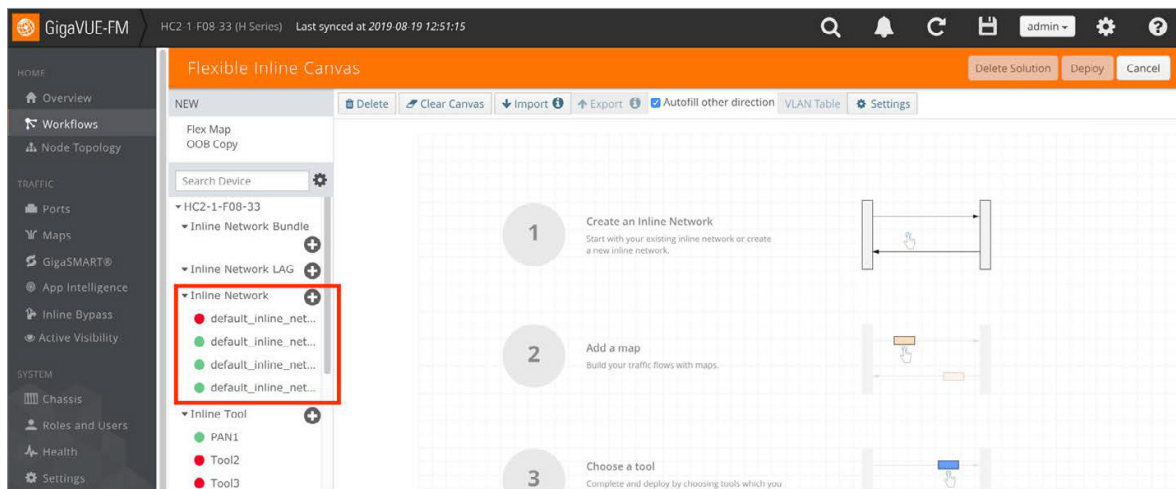 GigaVUE-FM
HC2-1-F08-33 (H Series) Last synced at 2019-08-19 12:51:15
admin
HOME
Overview
Workflows
Node Topology
TRAFFIC
Ports
Maps
GigaSMART®
App Intelligence
Inline Bypass
Active Visibility
SYSTEM
Chassis
Roles and Users
Health
Settings
Flexible Inline Canvas
Delete Solution
Deploy
Cancel
NEW
Flex Map
OOB Copy
Search Device
HC2-1-F08-33
Inline Network Bundle
Inline Network LAG
Inline Network
default_inline_net...
default_inline_net...
default_inline_net...
default_inline_net...
Inline Tool
PAN1
Tool2
Tool3
Delete
Clear Canvas
Import
Export
Autofill other direction
VLAN Table
Settings
1
Create an Inline Network
Start with your existing inline network or create
a new inline network.
2
Add a map
Build your traffic flows with maps.
3
Choose a tool
Complete and deploy by choosing tools which you